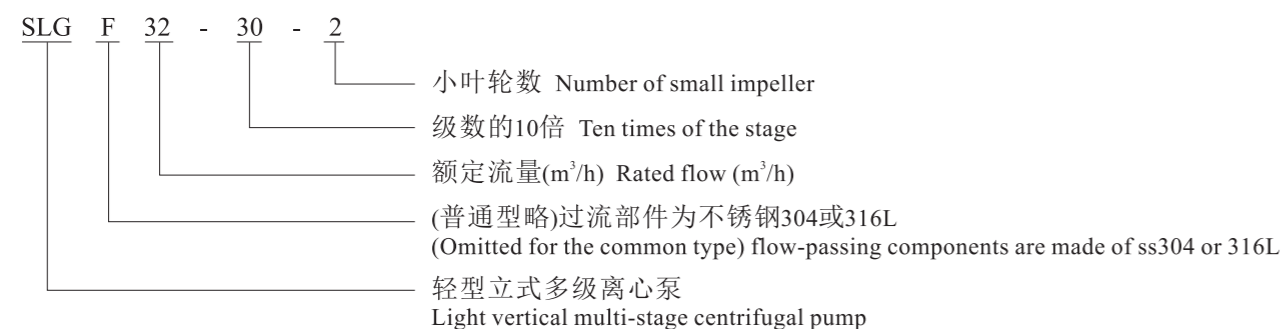 SLG F 32 - 30 - 2
小叶轮数 Number of small impeller
级数的10倍 Ten times of the stage
额定流量(m³/h) Rated flow (m³/h)
(普通型略)过流部件为不锈钢304或316L
(Omitted for the common type) flow-passing components are made of ss304 or 316L
轻型立式多级离心泵
Light vertical multi-stage centrifugal pump